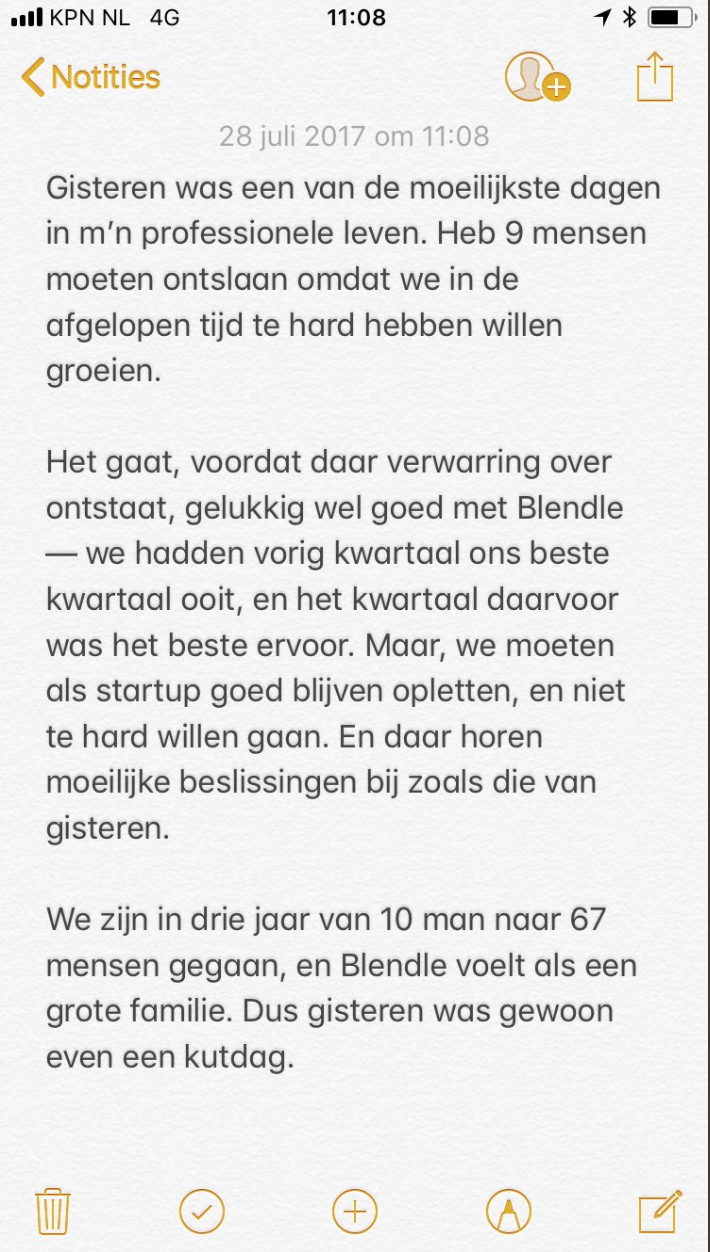 KPN NL 4G 11:08
Notities
28 juli 2017 om 11:08
Gisteren was een van de moeilijkste dagen
in m’n professionele leven. Heb 9 mensen
moeten ontslaan omdat we in de
afgelopen tijd te hard hebben willen
groeien.
Het gaat, voordat daar verwarring over
ontstaat, gelukkig wel goed met Blendle
— we hadden vorig kwartaal ons beste
kwartaal ooit, en het kwartaal daarvoor
was het beste ervoor. Maar, we moeten
als startup goed blijven opletten, en niet
te hard willen gaan. En daar horen
moeilijke beslissingen bij zoals die van
gisteren.
We zijn in drie jaar van 10 man naar 67
mensen gegaan, en Blendle voelt als een
grote familie. Dus gisteren was gewoon
even een kutdag.